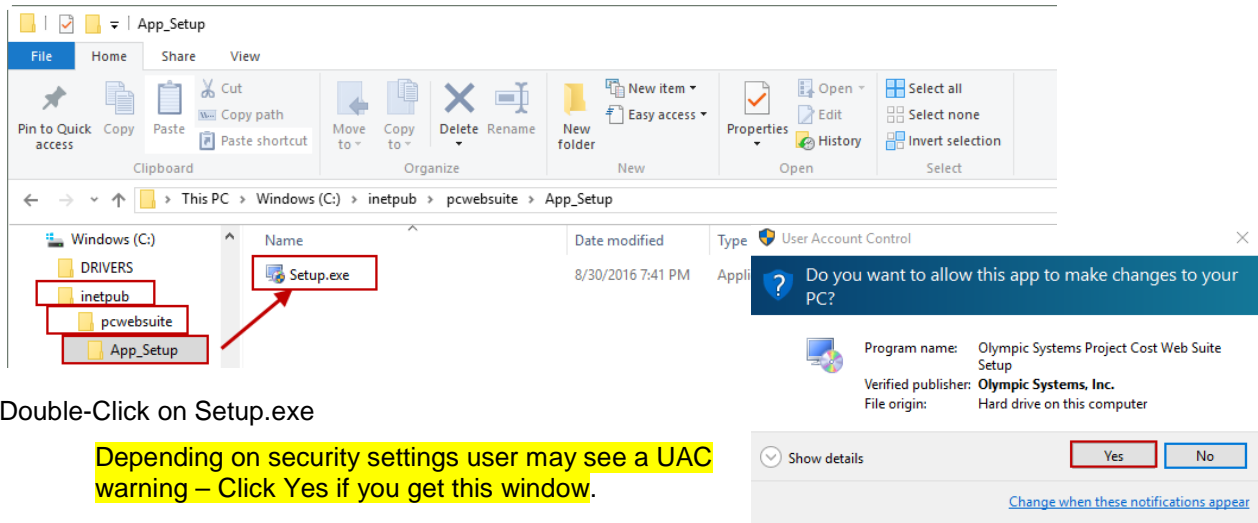 App_Setup
File Home Share View
Pin to Quick access
Copy
Paste
Cut
Copy path
Paste shortcut
Move to
Copy to
Delete
Rename
New folder
New item
Easy access
Properties
Open
Edit
History
Select all
Select none
Invert selection
Clipboard Organize New Open Select
This PC > Windows (C:) > inetpub > pcwebsuite > App_Setup
Windows (C:)
DRIVERS
inetpub
pcwebsuite
App_Setup
Name Date modified Type
Setup.exe 8/30/2016 7:41 PM Appli
User Account Control
Do you want to allow this app to make changes to your
PC?
Program name: Olympic Systems Project Cost Web Suite
Setup
Verified publisher: Olympic Systems, Inc.
File origin: Hard drive on this computer
Show details Yes No
Change when these notifications appear
Double-Click on Setup.exe
Depending on security settings user may see a UAC
warning – Click Yes if you get this window.